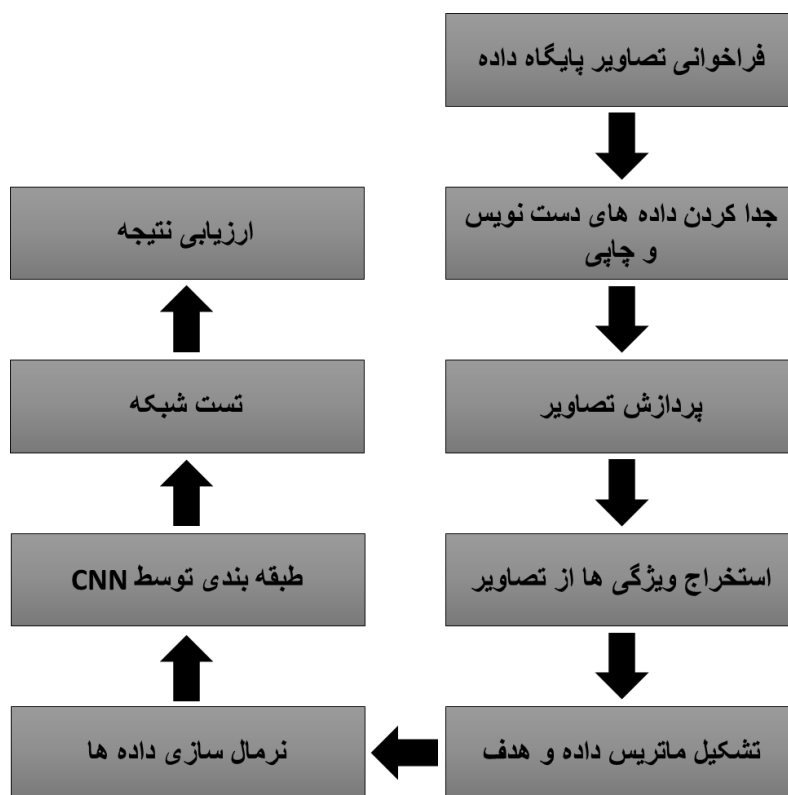 فراخوانی تصاویر پایگاه داده
جدا کردن داده های دست نویس
و چاپی
پردازش تصاویر
استخراج ویژگی ها از تصاویر
تشکیل ماتریس داده و هدف
نرمال سازی داده ها
طبقه بندی توسط CNN
تست شبکه
ارزیابی نتیجه